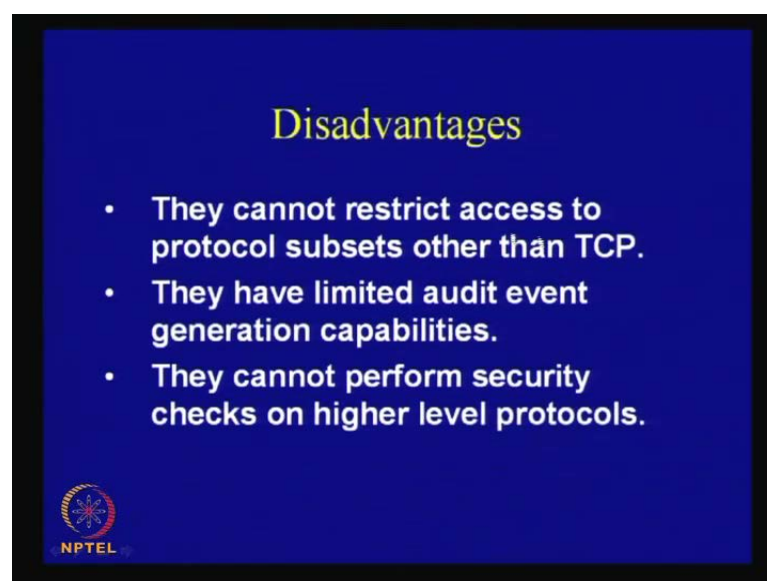 Disadvantages
• They cannot restrict access to
protocol subsets other than TCP.
• They have limited audit event
generation capabilities.
• They cannot perform security
checks on higher level protocols.
NPTEL